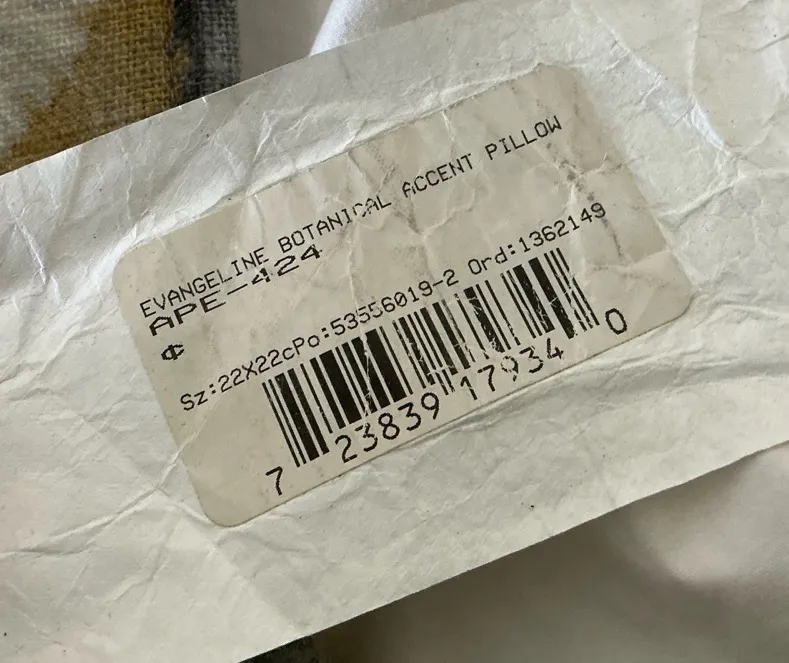 EVANGELINE BOTANICAL ACCENT PILLOW
APE-424
¢
Sz:22X22cPo:53556019-2 Ord:1362149
7 23839 17934 0